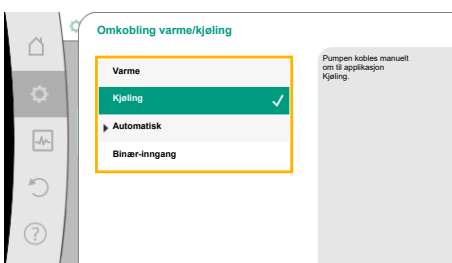 Omkobling varme/kjøling
Varme
Kjøling
Automatisk
Binær-inngang
Pumpen kobles manuelt
om til applikasjon
Kjøling.